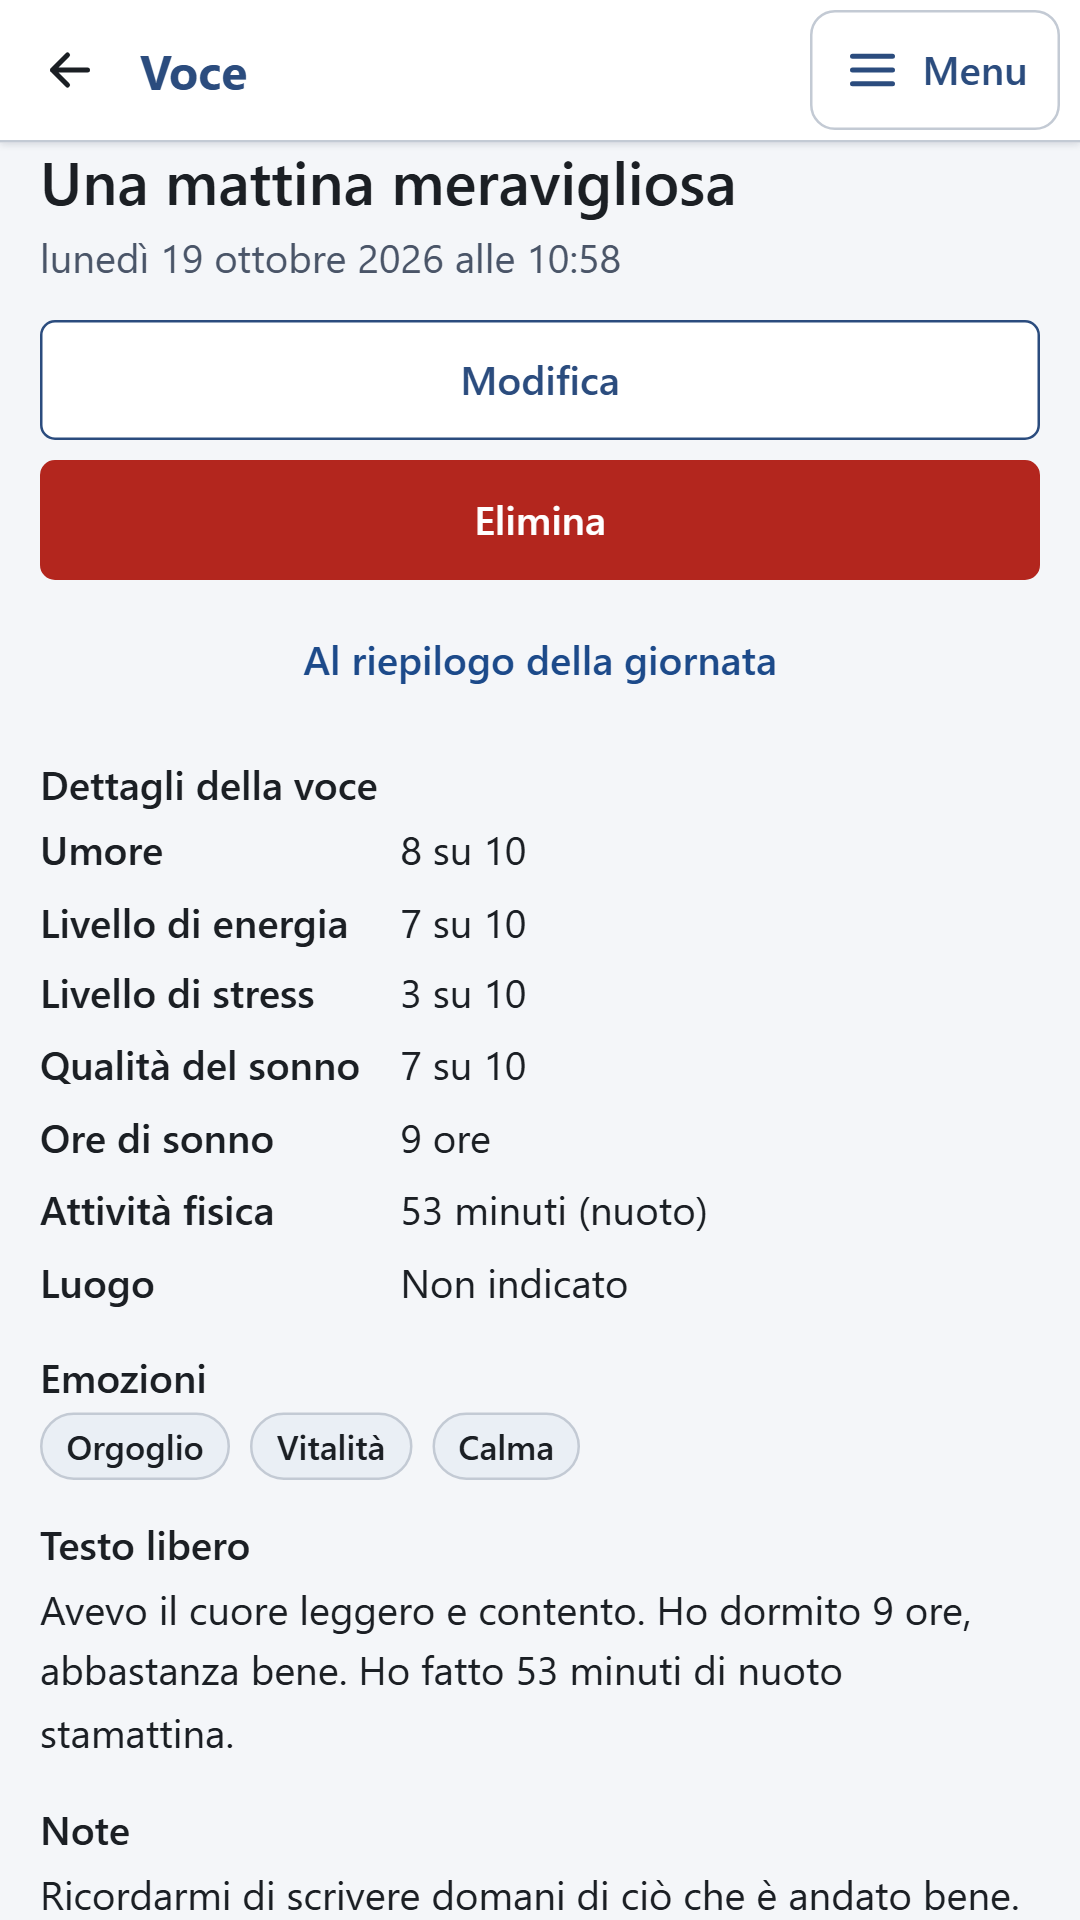 Voce
Menu
Una mattina meravigliosa
lunedì 19 ottobre 2026 alle 10:58
Modifica
Elimina
Al riepilogo della giornata
Dettagli della voce
Umore 8 su 10
Livello di energia 7 su 10
Livello di stress 3 su 10
Qualità del sonno 7 su 10
Ore di sonno 9 ore
Attività fisica 53 minuti (nuoto)
Luogo Non indicato
Emozioni
Orgoglio Vitalità Calma
Testo libero
Avevo il cuore leggero e contento. Ho dormito 9 ore,
abbastanza bene. Ho fatto 53 minuti di nuoto
stamattina.
Note
Ricordarmi di scrivere domani di ciò che è andato bene.